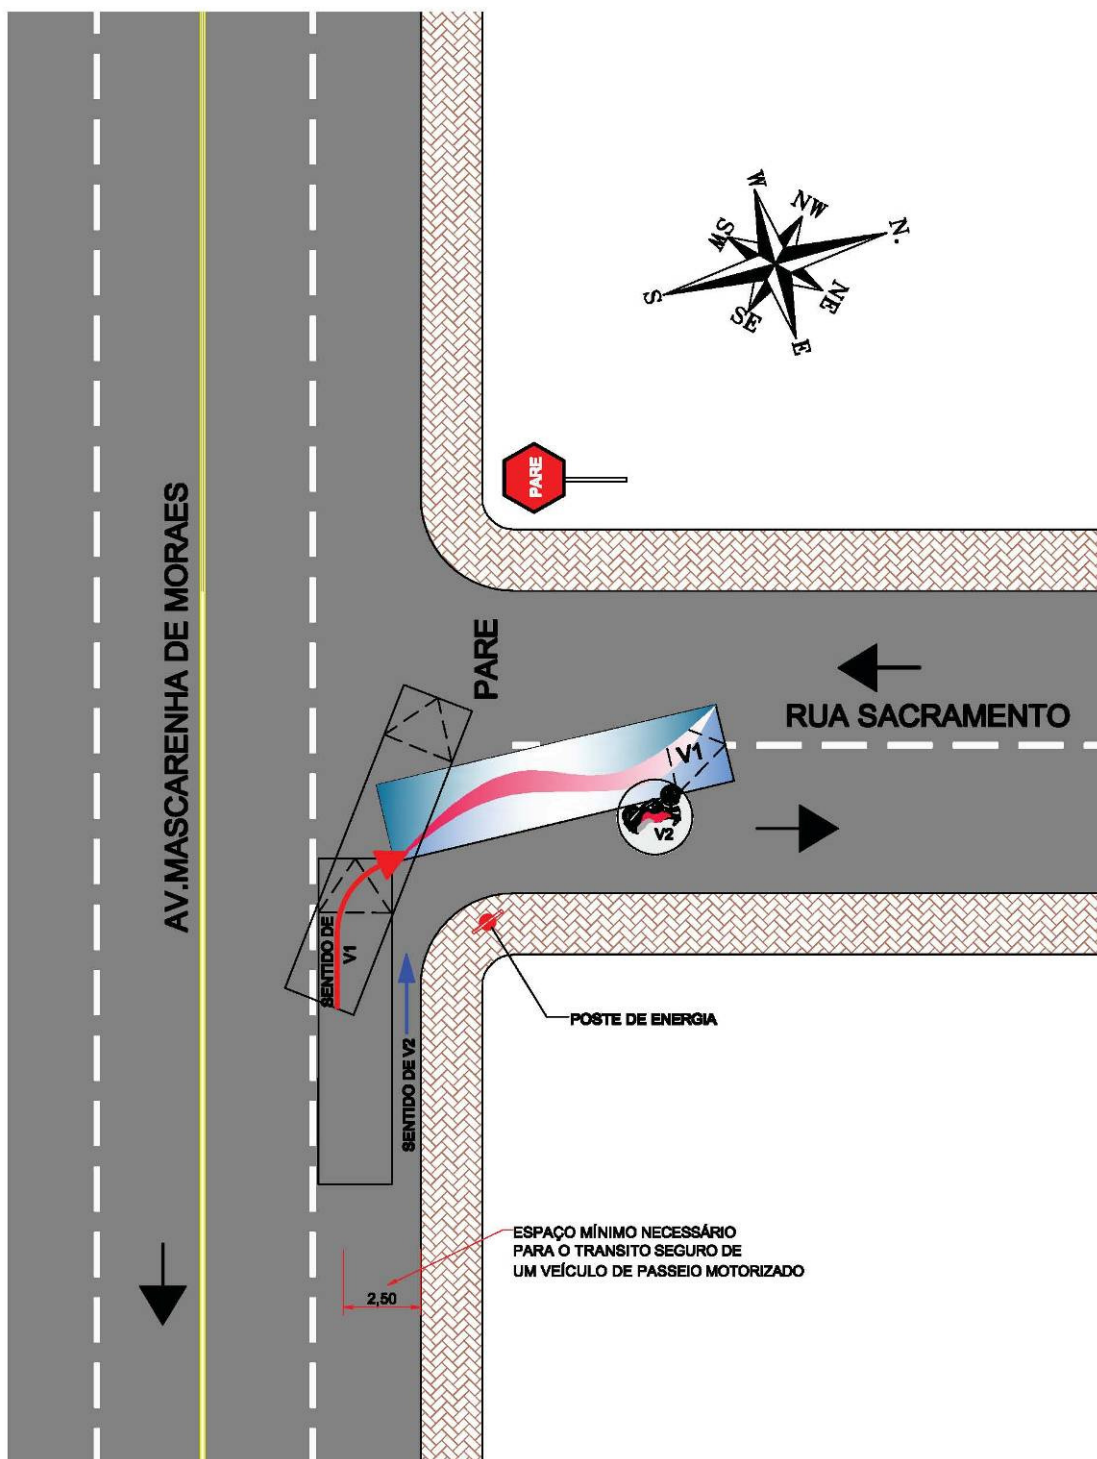 W
NW
N.
SW
S
SE
NE
E
PARE
AV.MASCARENHA DE MORAES
PARE
RUA SACRAMENTO
V1
V2
SENTIDO DE
V1
SENTIDO DE V2
POSTE DE ENERGIA
ESPAÇO MÍNIMO NECESSÁRIO
PARA O TRANSITO SEGURO DE
UM VEÍCULO DE PASSEIO MOTORIZADO
2,50